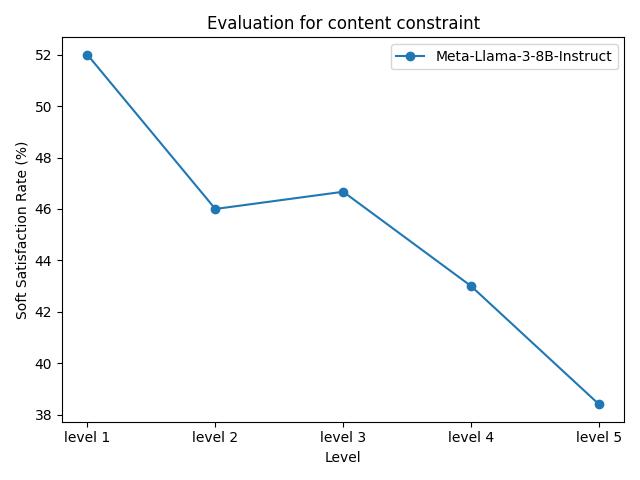 Evaluation for content constraint
Meta-Llama-3-8B-Instruct
Soft Satisfaction Rate (%)
52
50
48
46
44
42
40
38
level 1 level 2 level 3 level 4 level 5
Level